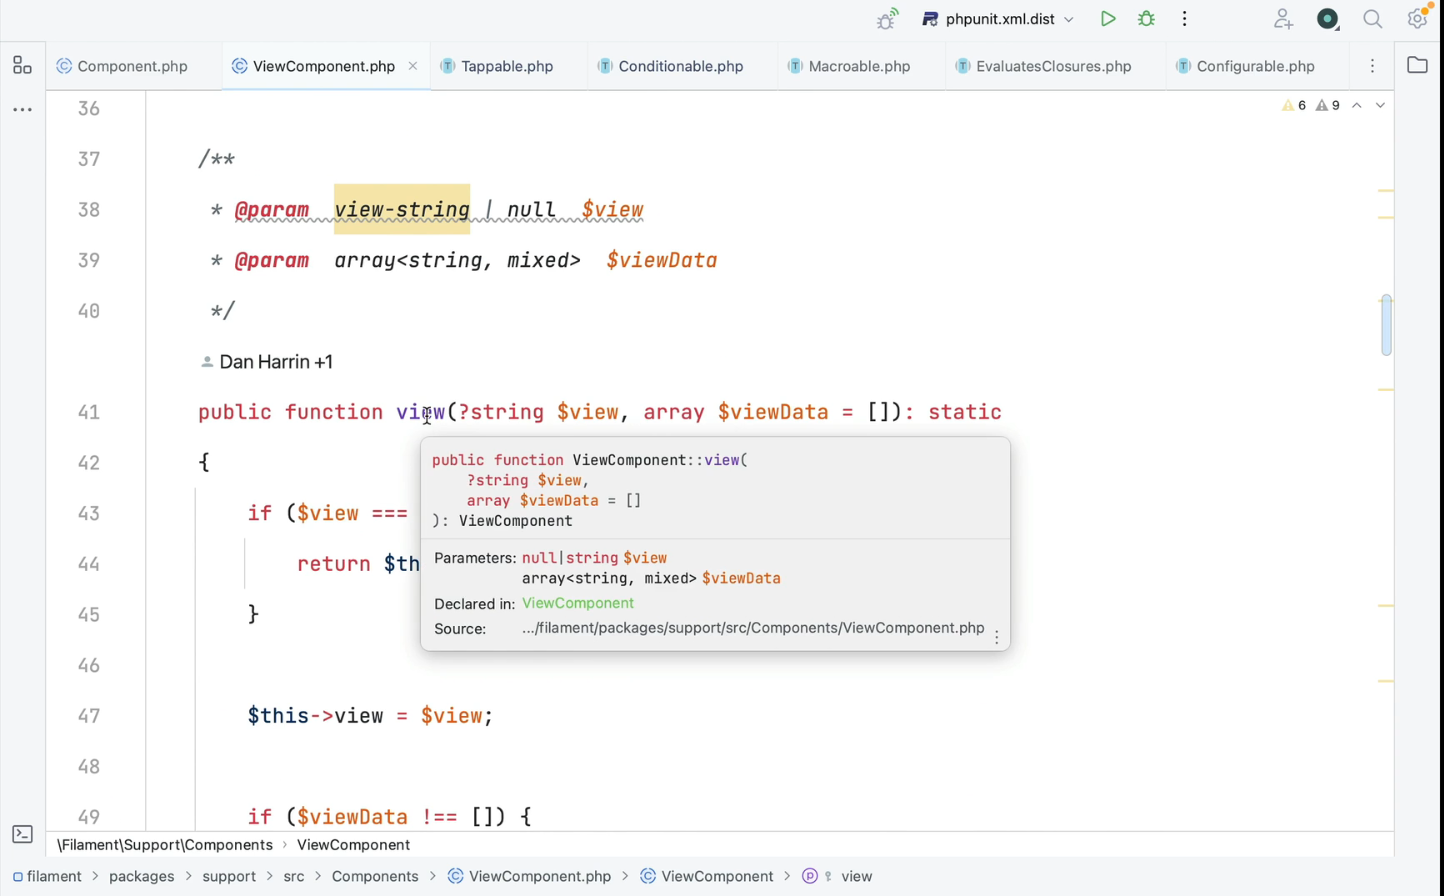 phpunit.xml.dist
Component.php ViewComponent.php Tappable.php Conditionable.php Macroable.php EvaluatesClosures.php Configurable.php
6 9
36
37 /**
38 * @param view-string | null $view
39 * @param array<string, mixed> $viewData
40 */
Dan Harrin +1
41 public function view(?string $view, array $viewData = []): static
42 {
43 if ($view ===
44 return $th
45 }
46
47 $this->view = $view;
48
49 if ($viewData !== []) {
public function ViewComponent::view(
?string $view,
array $viewData = []
): ViewComponent
Parameters: null|string $view
array<string, mixed> $viewData
Declared in: ViewComponent
Source: .../filament/packages/support/src/Components/ViewComponent.php
\Filament\Support\Components › ViewComponent
filament > packages > support > src > Components > ViewComponent.php > ViewComponent > view